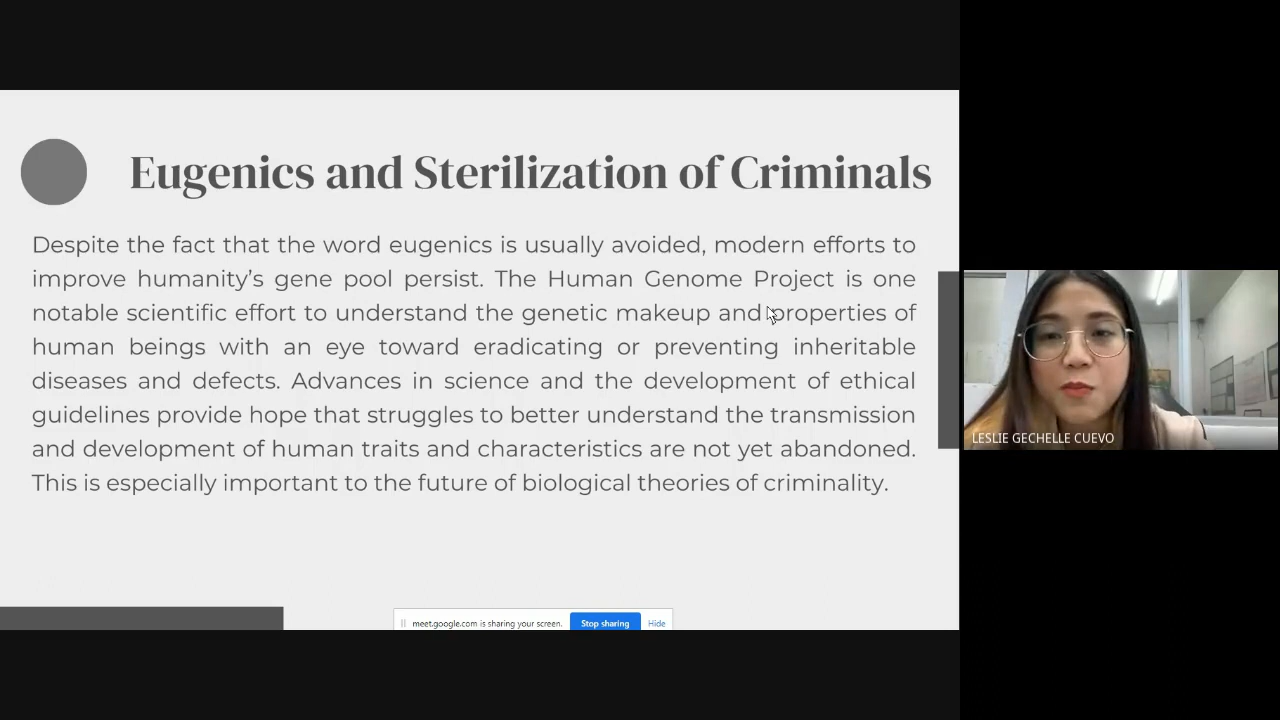 Eugenics and Sterilization of Criminals
Despite the fact that the word eugenics is usually avoided, modern efforts to
improve humanity's gene pool persist. The Human Genome Project is one
notable scientific effort to understand the genetic makeup and properties of
human beings with an eye toward eradicating or preventing inheritable
diseases and defects. Advances in science and the development of ethical
guidelines provide hope that struggles to better understand the transmission
and development of human traits and characteristics are not yet abandoned.
This is especially important to the future of biological theories of criminality.
meet.google.com is sharing your screen. Stop sharing Hide
LESLIE GECHELLE CUEVO